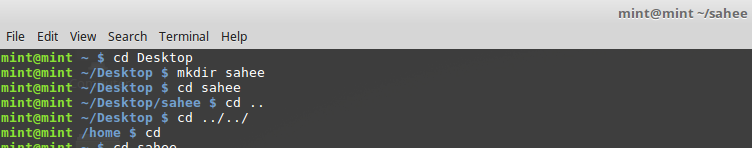 mint@mint ~/sahee
File Edit View Search Terminal Help
mint@mint ~ $ cd Desktop
mint@mint ~/Desktop $ mkdir sahee
mint@mint ~/Desktop $ cd sahee
mint@mint ~/Desktop/sahee $ cd ..
mint@mint ~/Desktop $ cd ../../
mint@mint /home $ cd
mint@mint ~ $ cd sahee